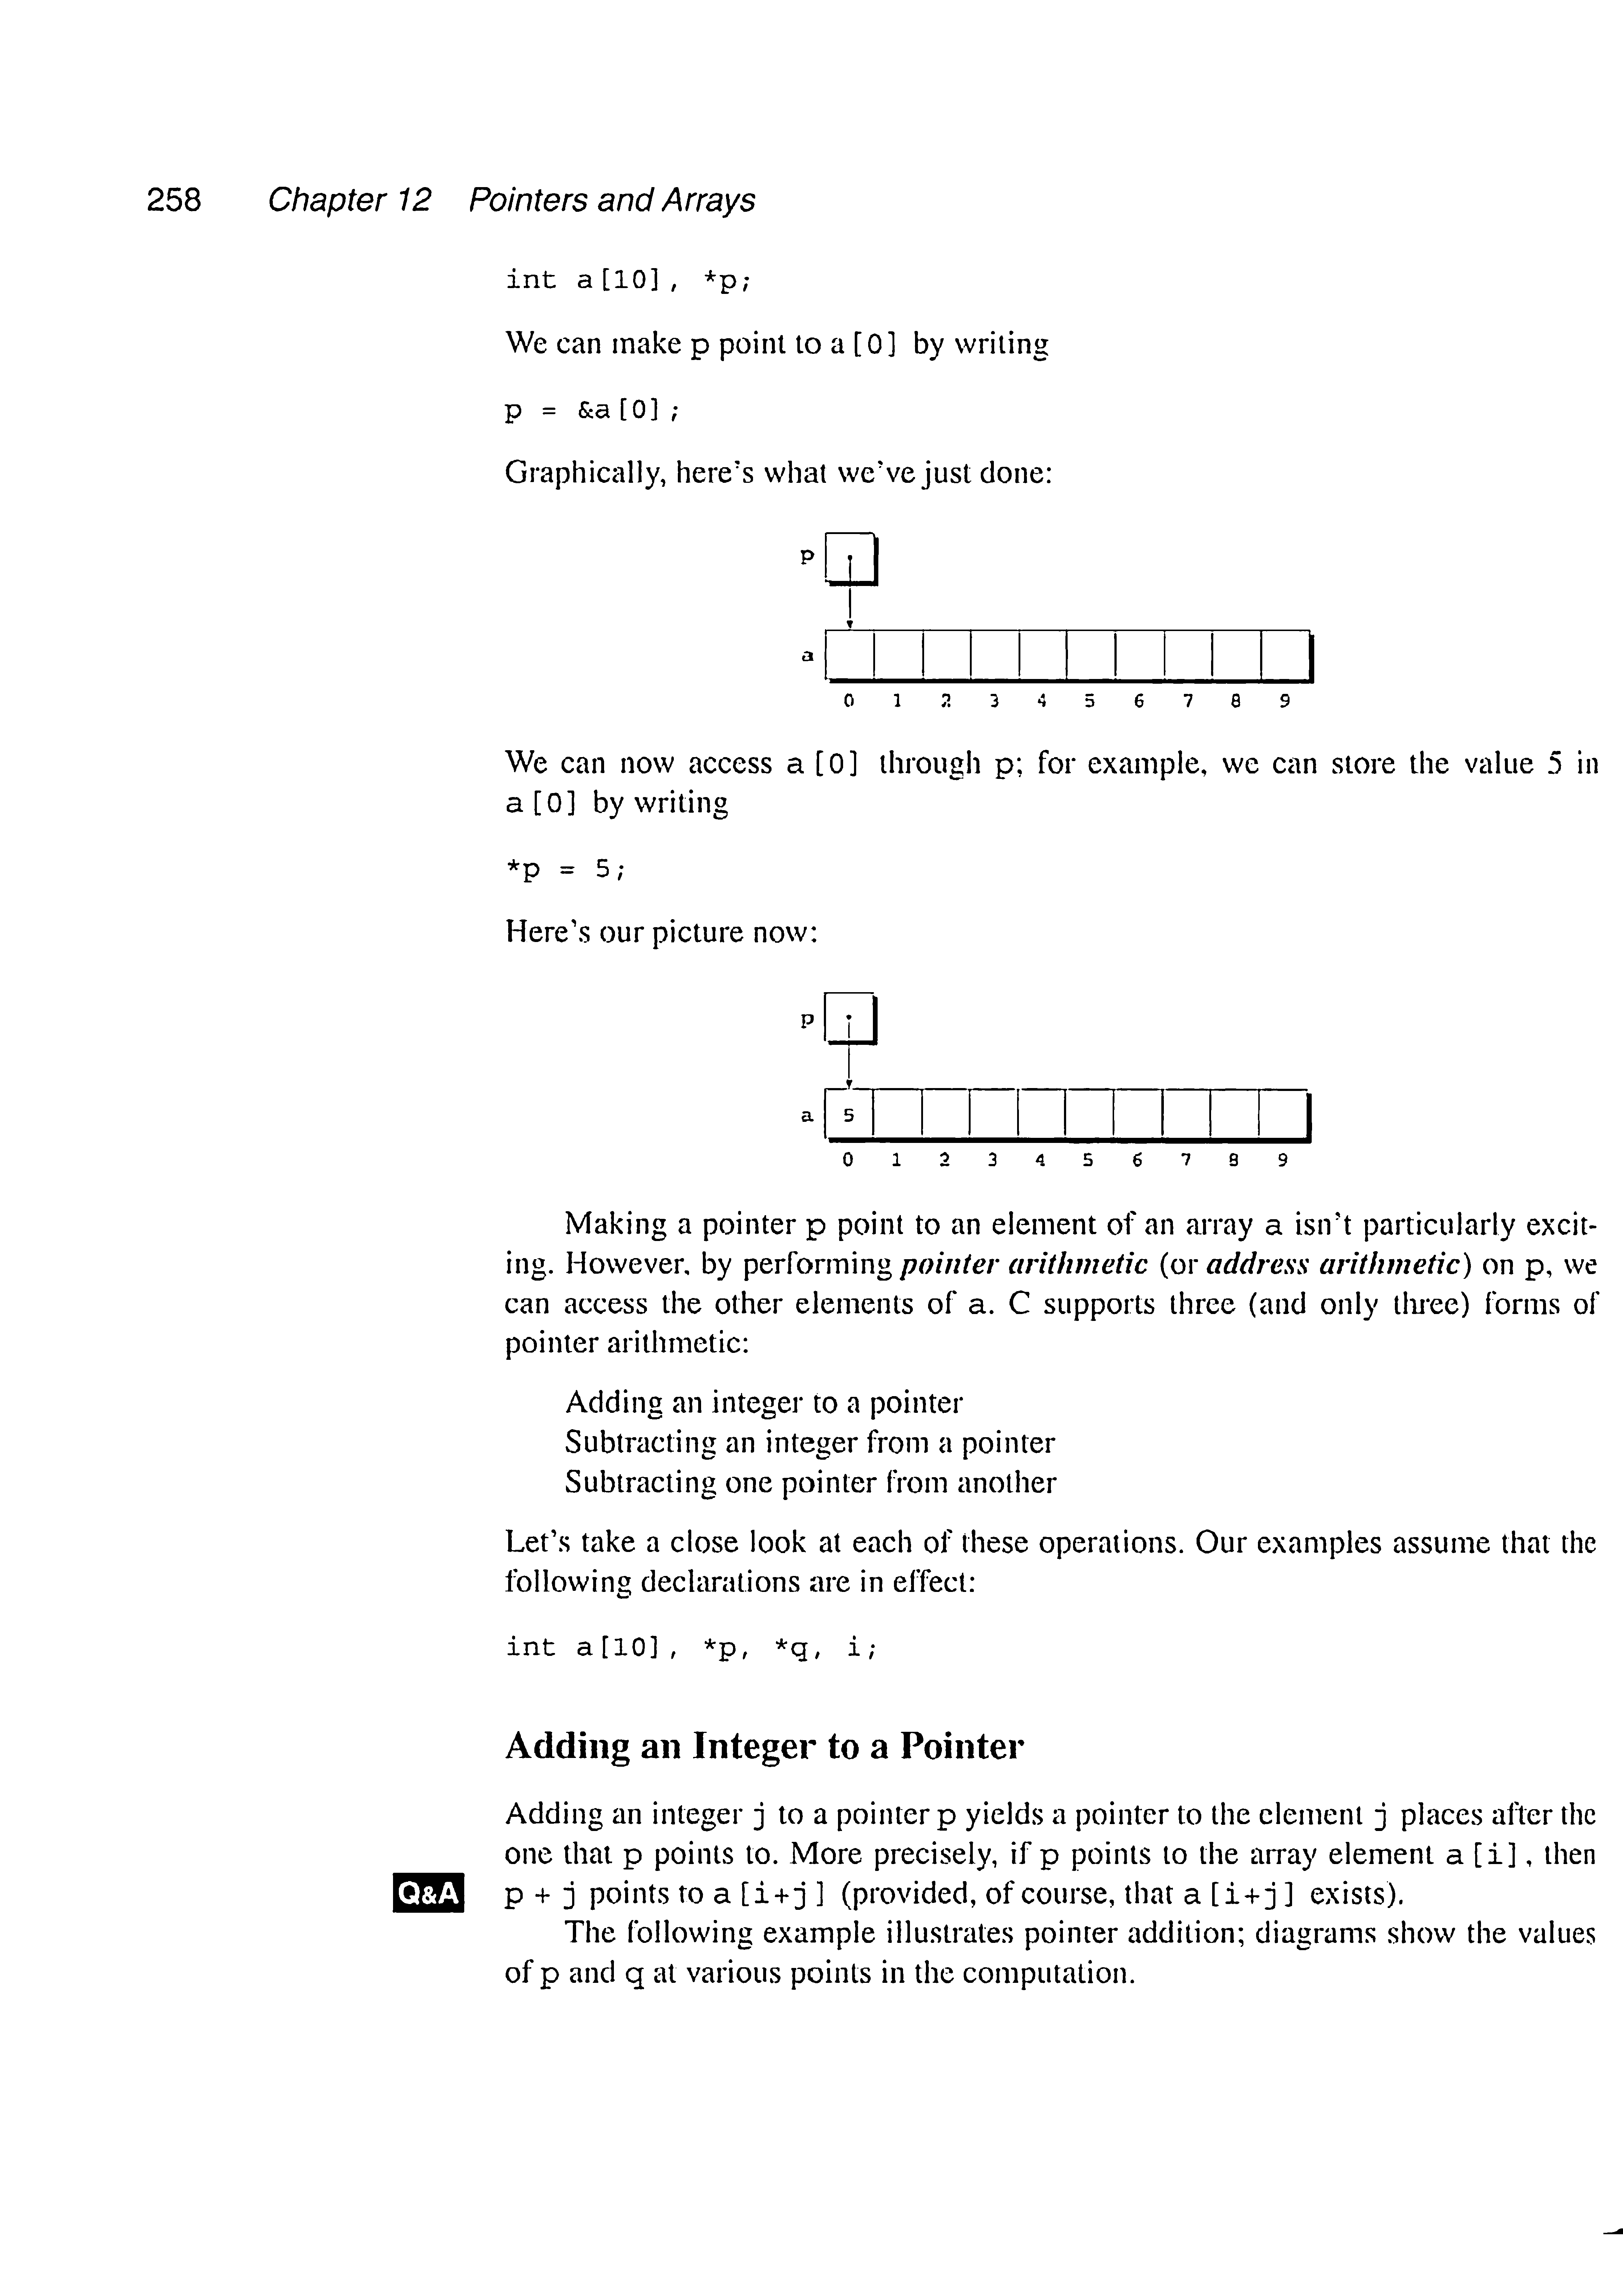 258 Chapter 12 Pointers and Arrays
int a[10], *p;
We can make p point to a[0] by writing
p = &a[0];
Graphically, here's what we've just done:
p
a
0 1 2 3 4 5 6 7 8 9
We can now access a[0] through p; for example, we can store the value 5 in
a[0] by writing
*p = 5;
Here's our picture now:
p
a 5
0 1 2 3 4 5 6 7 8 9
Making a pointer p point to an element of an array a isn't particularly excit-
ing. However, by performing pointer arithmetic (or address arithmetic) on p, we
can access the other elements of a. C supports three (and only three) forms of
pointer arithmetic:
Adding an integer to a pointer
Subtracting an integer from a pointer
Subtracting one pointer from another
Let's take a close look at each of these operations. Our examples assume that the
following declarations are in effect:
int a[10], *p, *q, i;
Adding an Integer to a Pointer
Adding an integer j to a pointer p yields a pointer to the element j places after the
one that p points to. More precisely, if p points to the array element a[i], then
Q&A p + j points to a[i+j] (provided, of course, that a[i+j] exists).
The following example illustrates pointer addition; diagrams show the values
of p and q at various points in the computation.